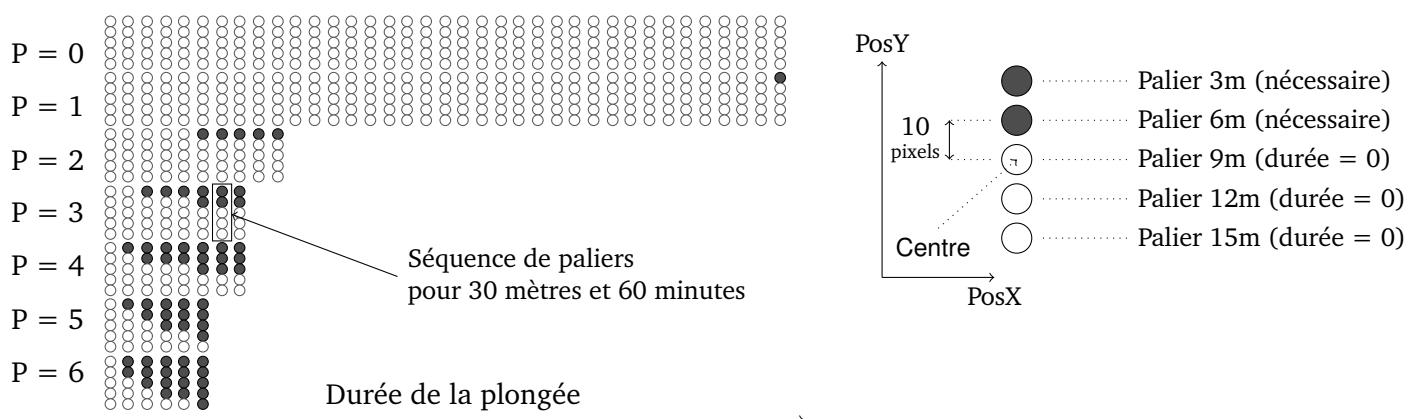 P = 0
P = 1
P = 2
P = 3
P = 4
P = 5
P = 6
Séquence de paliers
pour 30 mètres et 60 minutes
Durée de la plongée
PosY
10
pixels
Centre
PosX
Palier 3m (nécessaire)
Palier 6m (nécessaire)
Palier 9m (durée = 0)
Palier 12m (durée = 0)
Palier 15m (durée = 0)